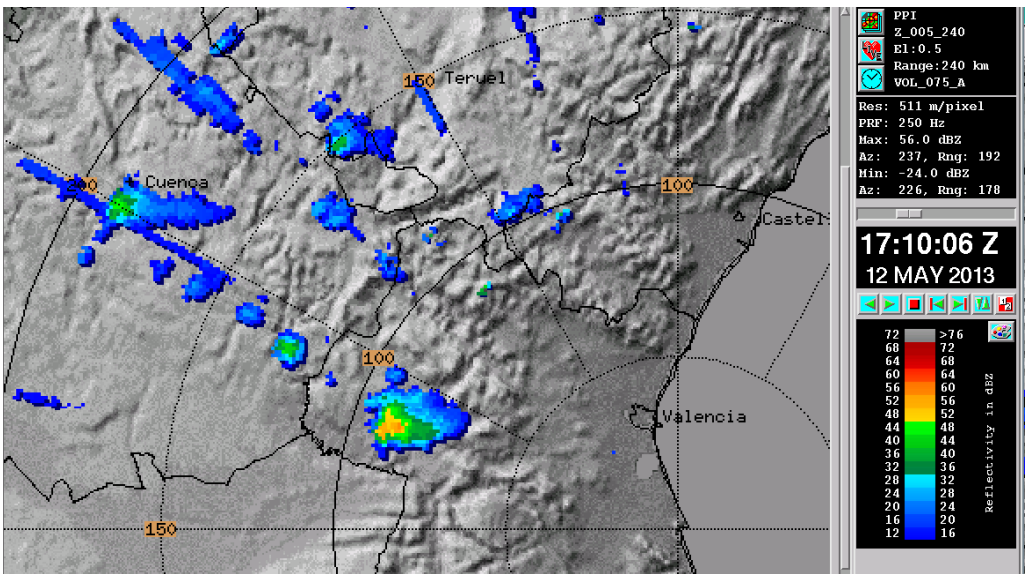 PPI
Z_005_240
El:0.5
Range:240 km
VOL_075_A
Res: 511 m/pixel
PRF: 250 Hz
Max: 56.0 dBZ
Az: 237, Rng: 192
Min: -24.0 dBZ
Az: 226, Rng: 178
17:10:06 Z
12 MAY 2013
72 >76
68 72
64 68
60 64
56 60
52 56
48 52
44 48
40 44
36 40
32 36
28 32
24 28
20 24
16 20
12 16
Reflectivity in dBZ
150 Teruel
200 Cuenca
100
Castel
100
Valencia
150